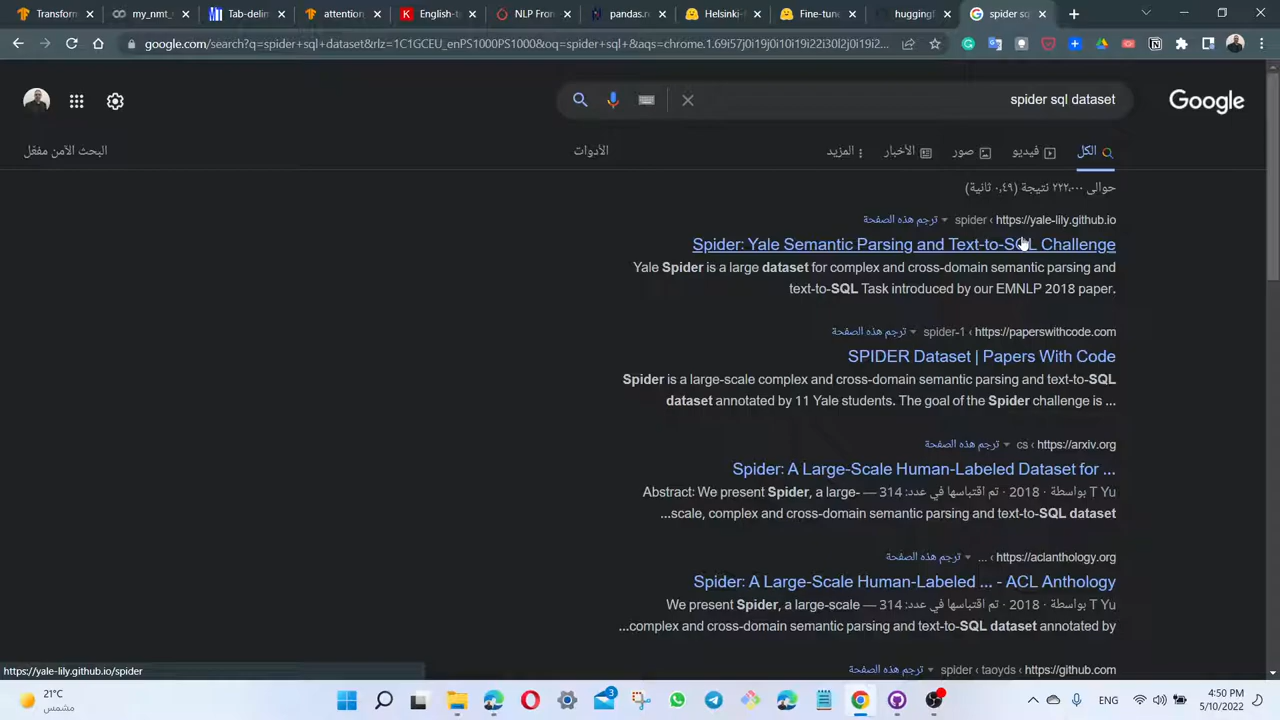 Transform
my_nmt_
Tab-delin
attention
English-t
NLP Fron
pandas.n
Helsinki-
Fine-tune
huggingf
spider sq
google.com/search?q=spider+sql+dataset&rlz=1C1GCEU_enPS1000PS1000&oq=spider+sql+&aqs=chrome.1.69i57j0i19j0i10i19i22i30l2j0i19i2...
spider sql dataset
Google
الكل
فيديو
صور
الأخبار
المزيد
الأدوات
البحث الآمن مفعّل
حوالى ٢٢٢،٠٠٠ نتيجة (٠٫٤٩ ثانية)
https://yale-lily.github.io › spider ترجم هذه الصفحة
Spider: Yale Semantic Parsing and Text-to-SQL Challenge
Yale Spider is a large dataset for complex and cross-domain semantic parsing and
text-to-SQL Task introduced by our EMNLP 2018 paper.
https://paperswithcode.com › spider-1 ترجم هذه الصفحة
SPIDER Dataset | Papers With Code
Spider is a large-scale complex and cross-domain semantic parsing and text-to-SQL
dataset annotated by 11 Yale students. The goal of the Spider challenge is ...
https://arxiv.org › cs ترجم هذه الصفحة
Spider: A Large-Scale Human-Labeled Dataset for ...
بواسطة T Yu · 2018 · تم اقتباسها في عدد: 314 — Abstract: We present Spider, a large-
scale, complex and cross-domain semantic parsing and text-to-SQL dataset...
https://aclanthology.org › ... ترجم هذه الصفحة
Spider: A Large-Scale Human-Labeled ... - ACL Anthology
بواسطة T Yu · 2018 · تم اقتباسها في عدد: 314 — We present Spider, a large-scale
complex and cross-domain semantic parsing and text-to-SQL dataset annotated by...
https://github.com › taoyds › spider ترجم هذه الصفحة
https://yale-lily.github.io/spider
21°C
مشمس
3
ENG
4:50 PM
5/10/2022